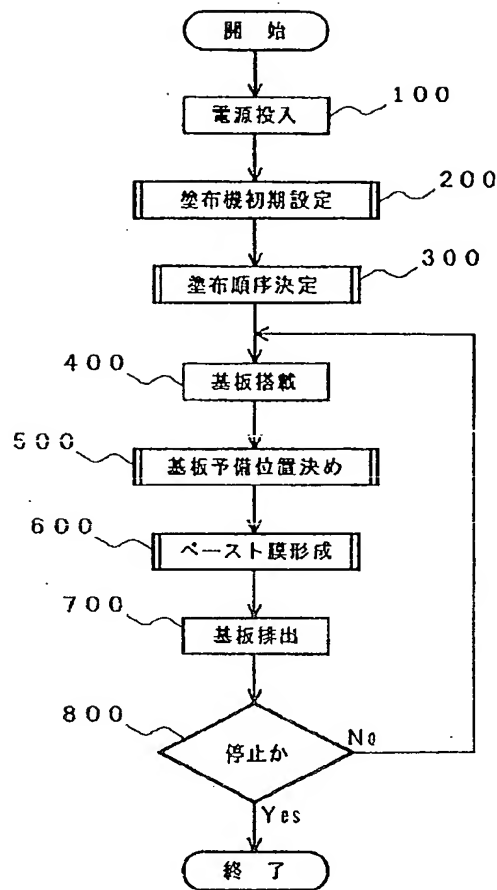 開 始
100
電源投入
200
塗布機初期設定
300
塗布順序決定
400
基板搭載
500
基板予備位置決め
600
ペースト膜形成
700
基板排出
800
停止か
No
Yes
終 了